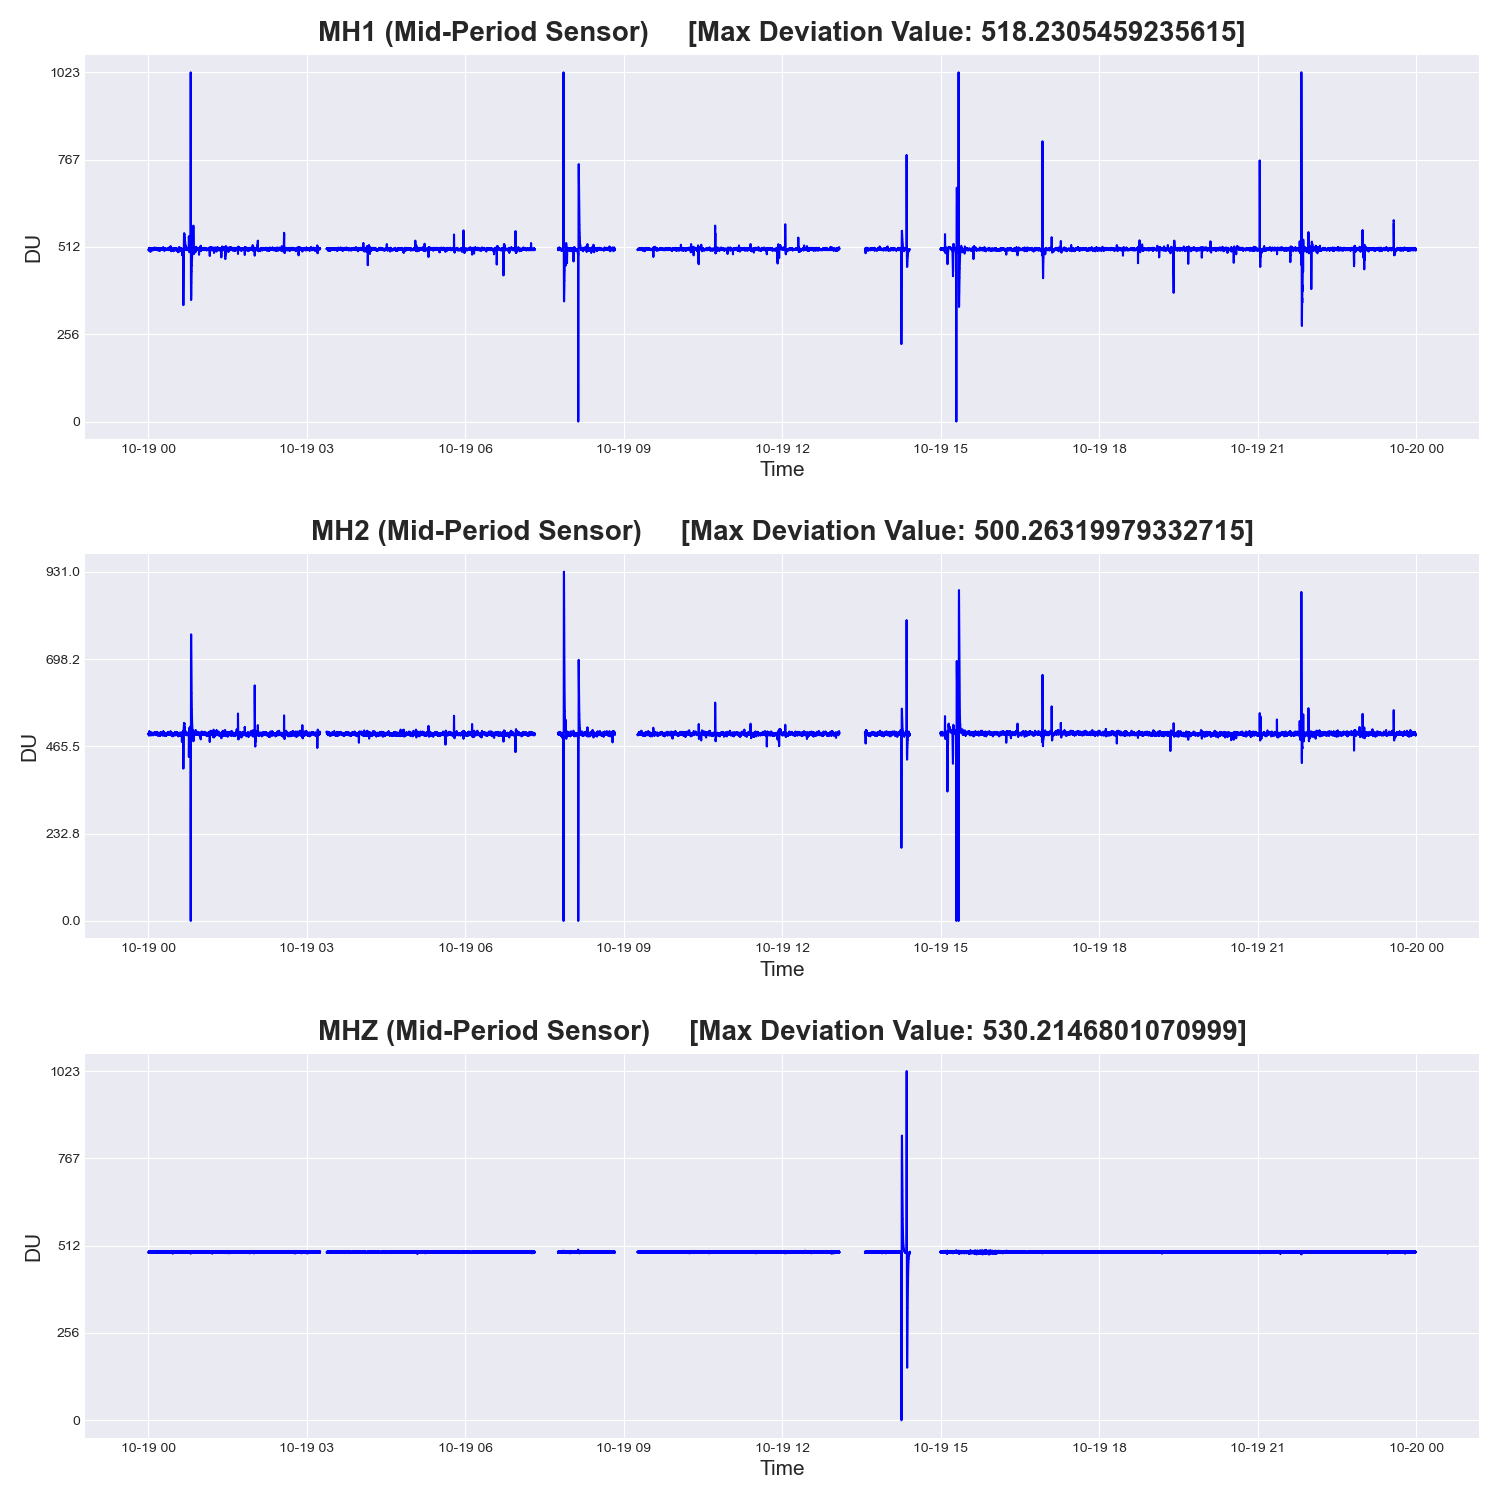 MH1 (Mid-Period Sensor) [Max Deviation Value: 518.2305459235615]
1023
767
512
256
0
DU
10-19 00 10-19 03 10-19 06 10-19 09 10-19 12 10-19 15 10-19 18 10-19 21 10-20 00
Time
MH2 (Mid-Period Sensor) [Max Deviation Value: 500.26319979332715]
931.0
698.2
465.5
232.8
0.0
DU
10-19 00 10-19 03 10-19 06 10-19 09 10-19 12 10-19 15 10-19 18 10-19 21 10-20 00
Time
MHZ (Mid-Period Sensor) [Max Deviation Value: 530.2146801070999]
1023
767
512
256
0
DU
10-19 00 10-19 03 10-19 06 10-19 09 10-19 12 10-19 15 10-19 18 10-19 21 10-20 00
Time